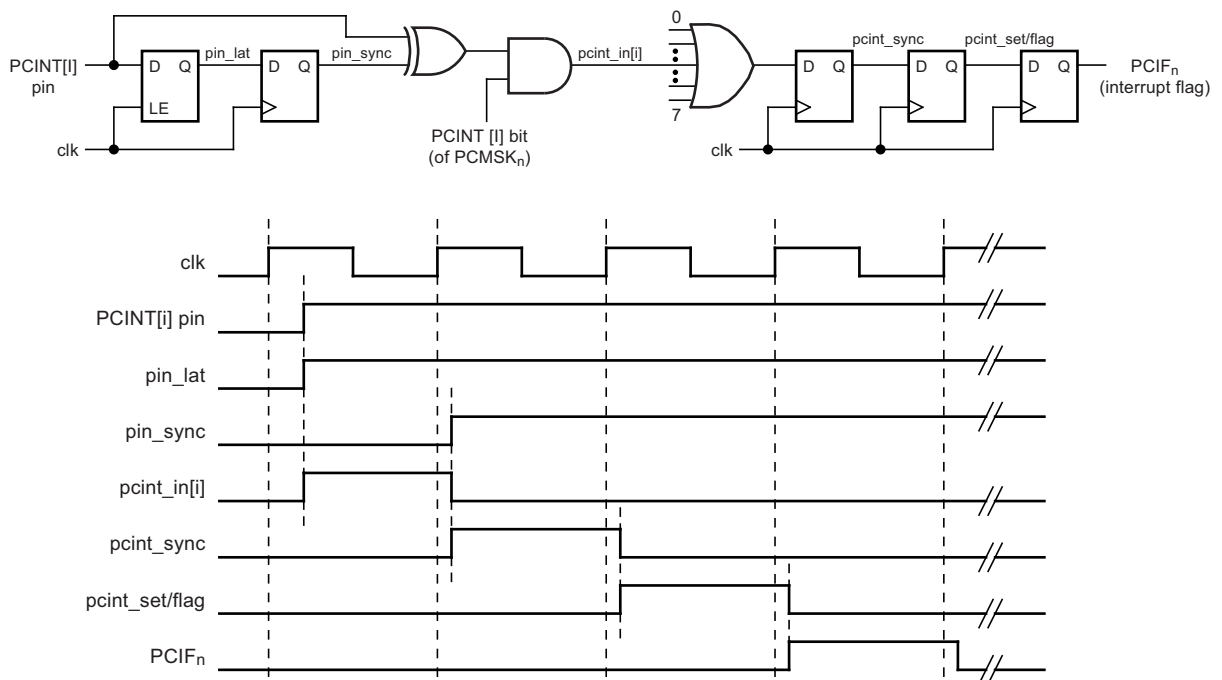 0
pcint_sync
pcint_set/flag
pin_lat
pin_sync
pcint_in[i]
PCINT[I]
pin
D Q
D Q
D Q
D Q
D Q
PCIFn
(interrupt flag)
LE
7
PCINT [I] bit
(of PCMSKn)
clk
clk
clk
PCINT[i] pin
pin_lat
pin_sync
pcint_in[i]
pcint_sync
pcint_set/flag
PCIFn